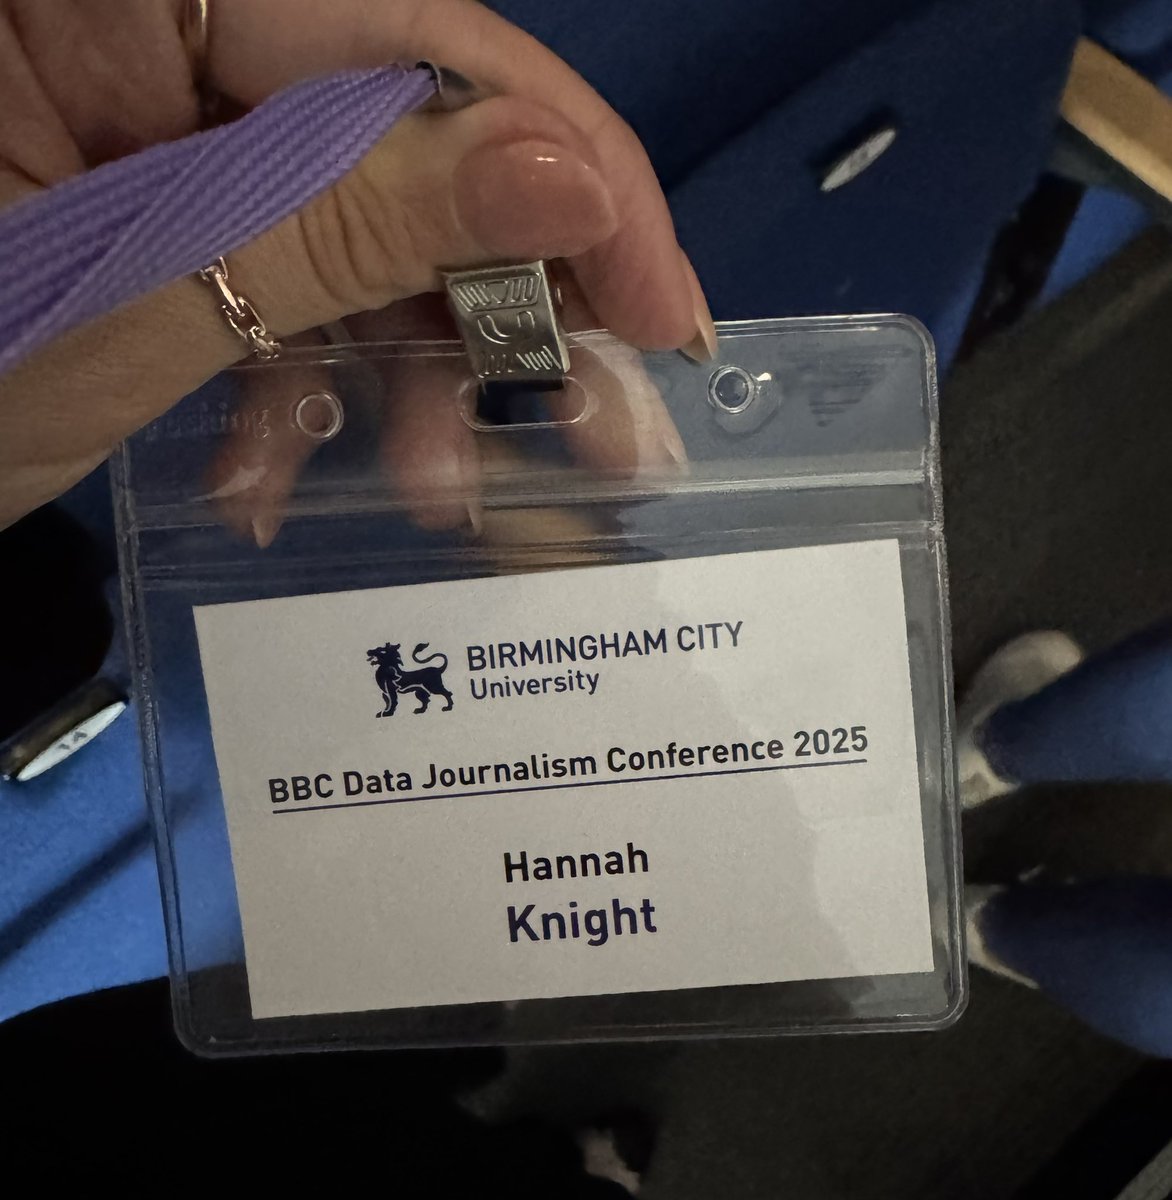 BIRMINGHAM CITY
University
BBC Data Journalism Conference 2025
Hannah
Knight